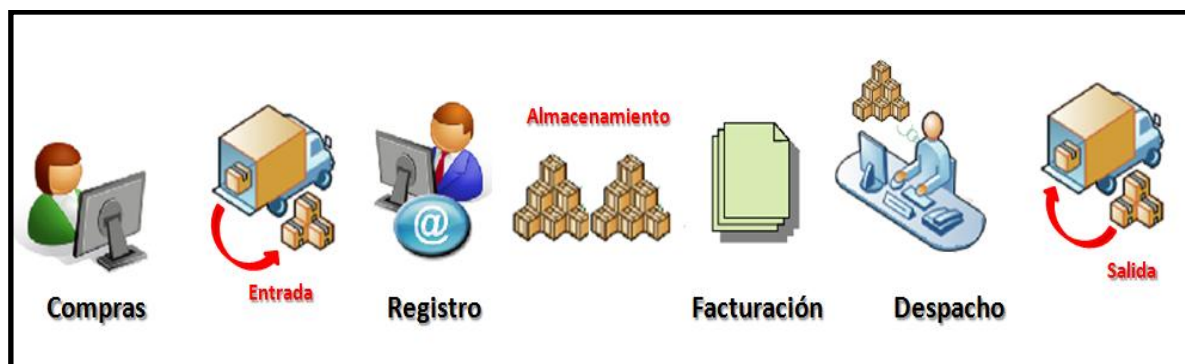 Compras
Entrada
Registro
@
Almacenamiento
Facturación
Despacho
Salida